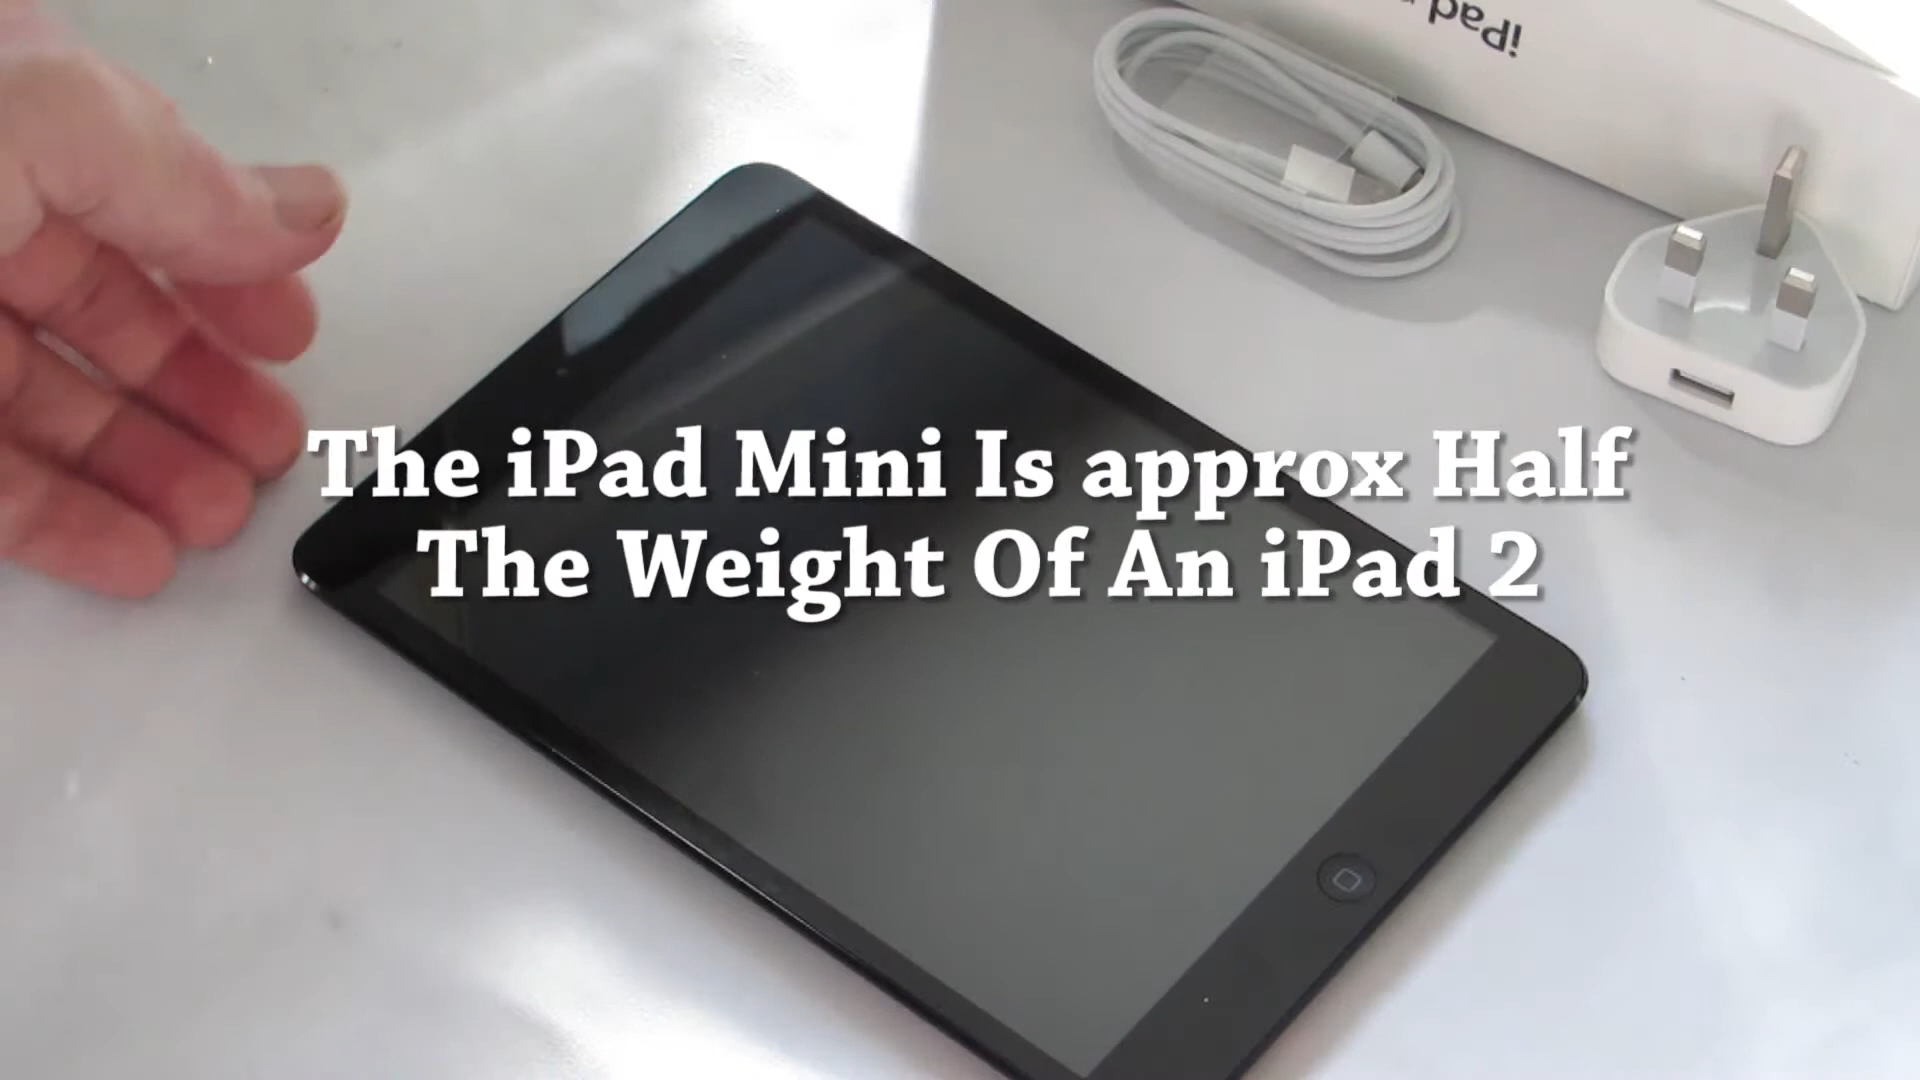 iPad
The iPad Mini Is approx Half
The Weight Of An iPad 2